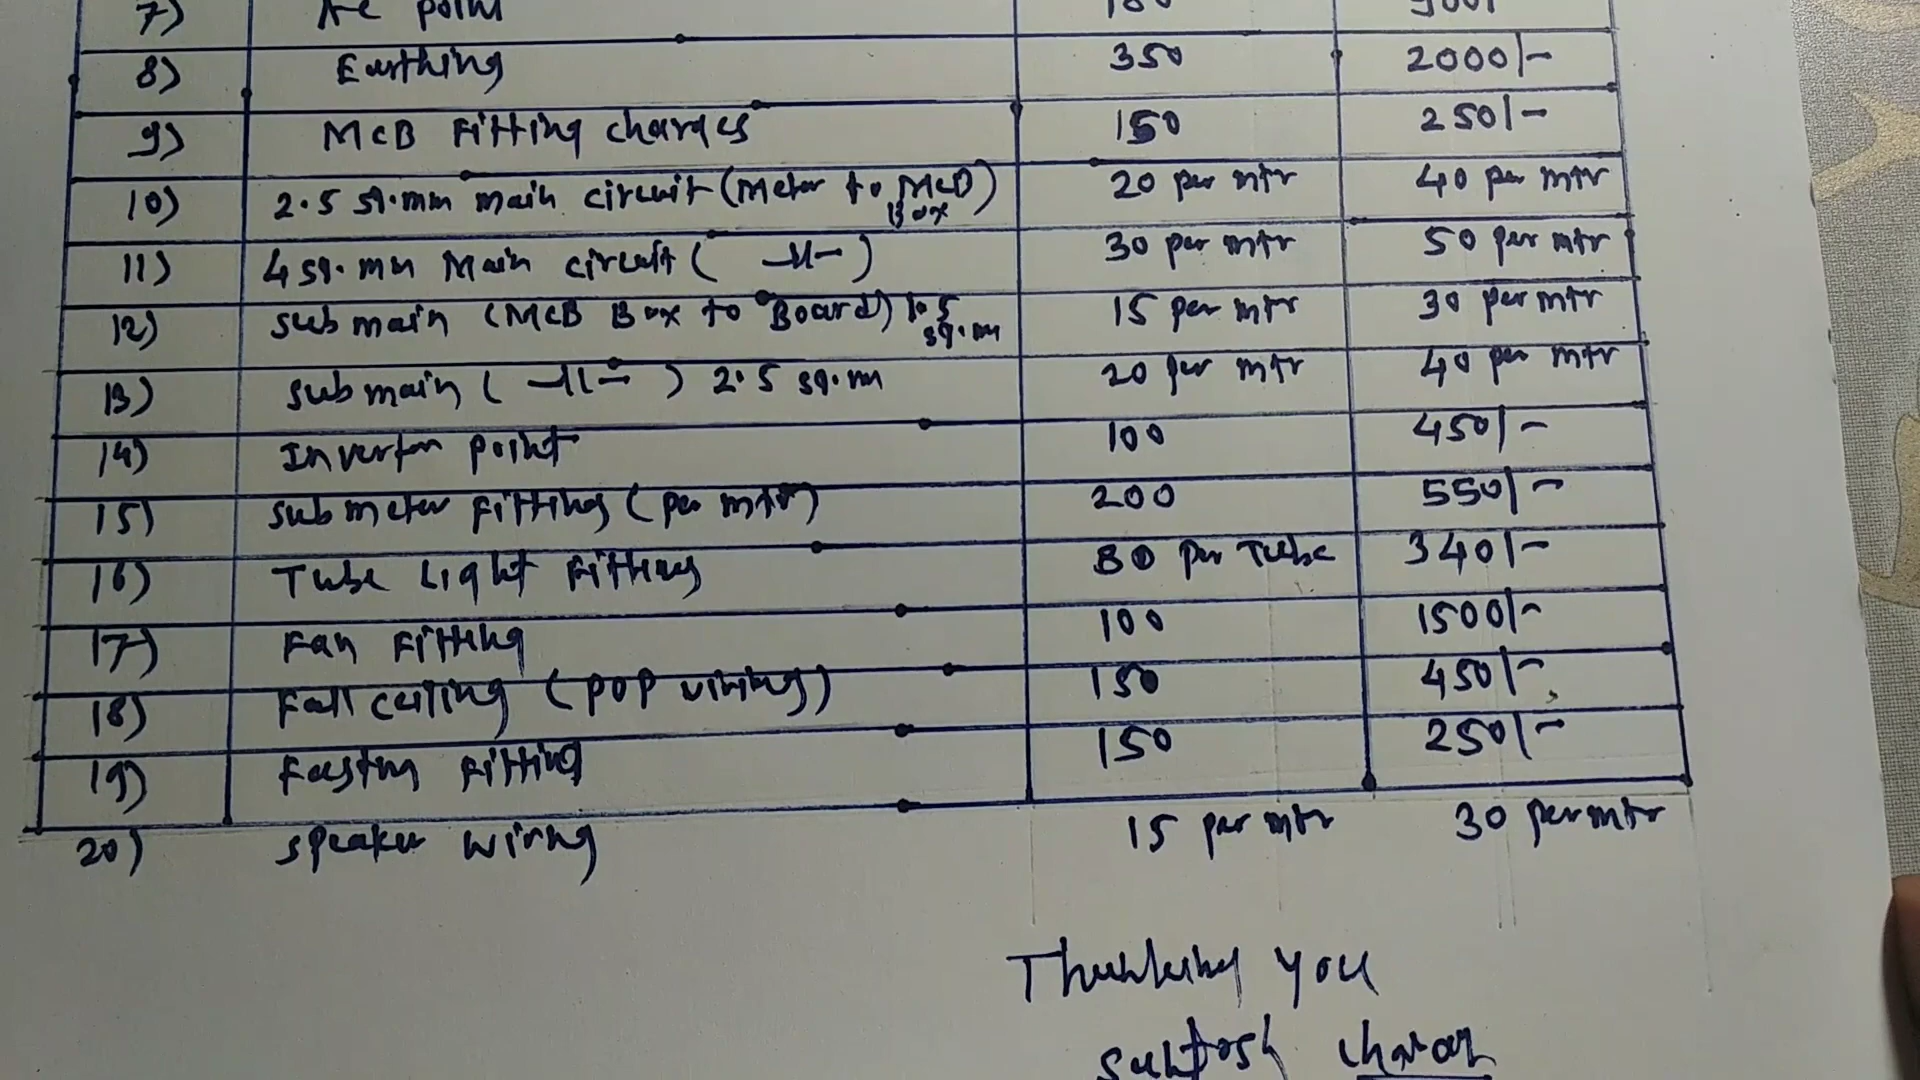 7) Ac point
8) Earthing 350 2000/-
9) McB Fitting charges 150 250/-
10) 2.5 sq.mm main circuit (Meter to McB Box) 20 per mtr 40 per mtr
11) 4 sq.mm Main circuit ( -॥- ) 30 per mtr 50 per mtr
12) sub main (McB Box to Board) 1.5 sq.mm 15 per mtr 30 per mtr
13) sub main ( -॥- ) 2.5 sq.mm 20 per mtr 40 per mtr
14) Inverter point 100 450/-
15) sub meter fitting (per mtr) 200 550/-
16) Tube Light Fitting 80 per Tube 340/-
17) Fan Fitting 100 1500/-
18) Fall celling (pop wiring) 150 450/-
19) Fitting 150 250/-
20) speaker wiring 15 per mtr 30 per mtr
Thanking you